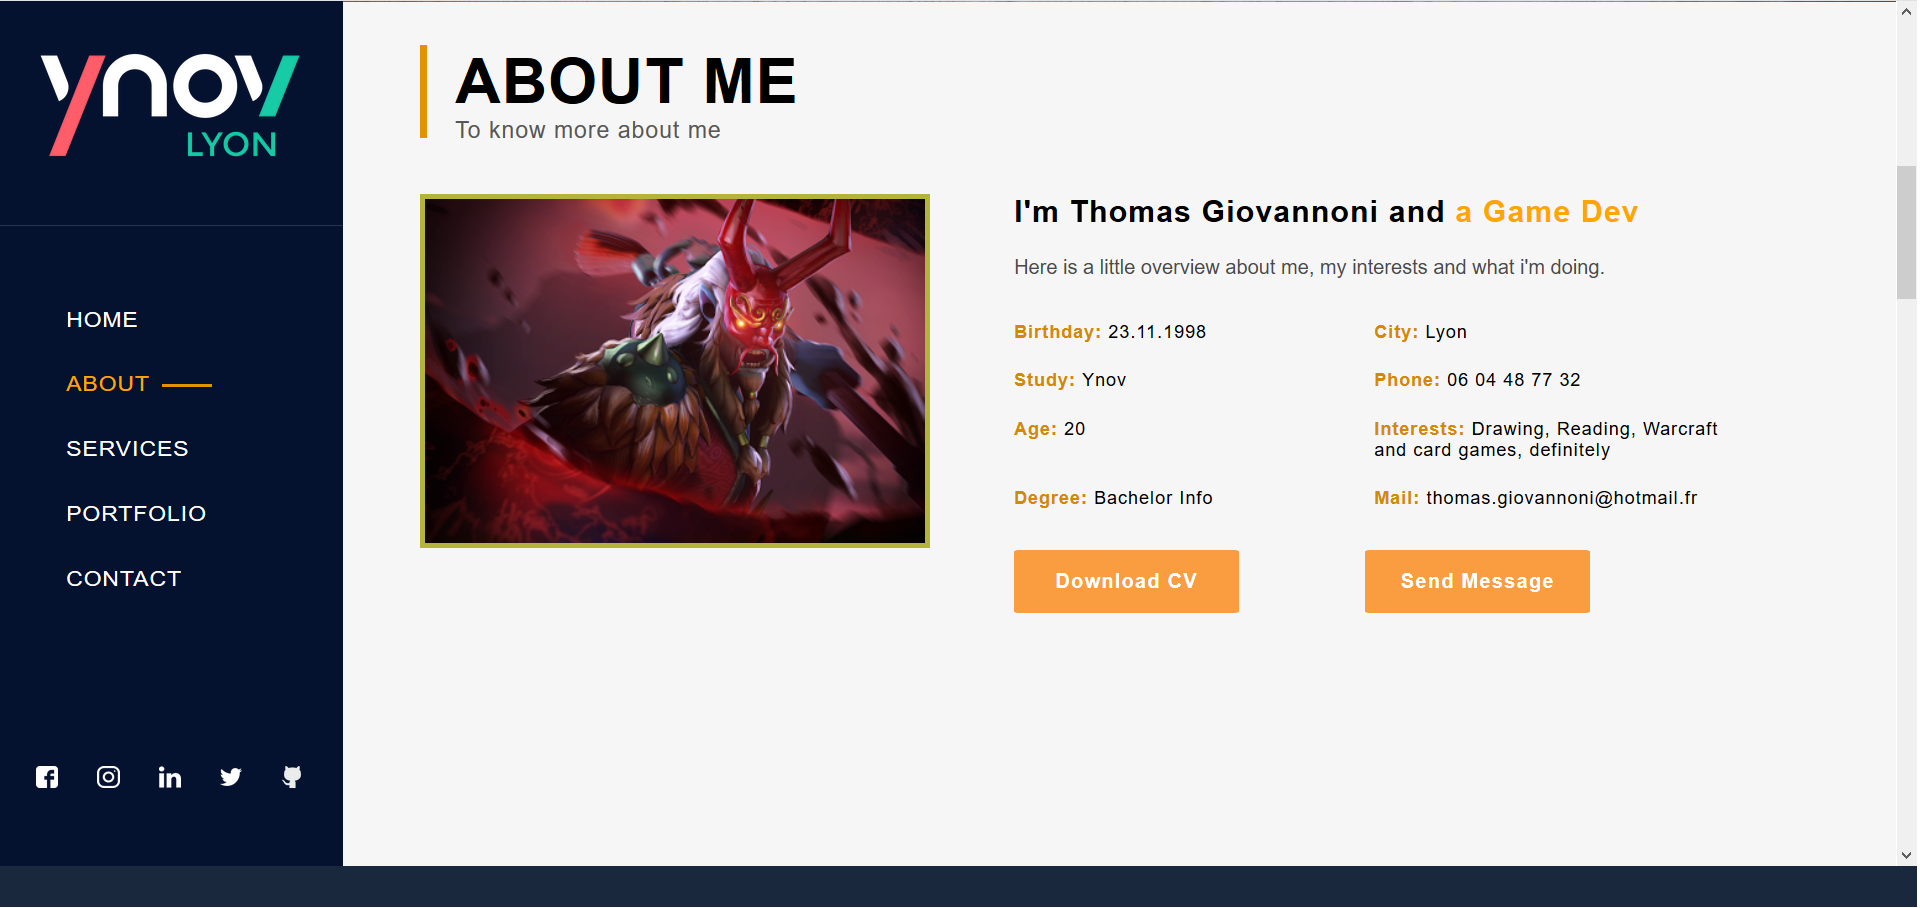 ynov
LYON
HOME
ABOUT
SERVICES
PORTFOLIO
CONTACT
ABOUT ME
To know more about me
I'm Thomas Giovannoni and a Game Dev
Here is a little overview about me, my interests and what i'm doing.
Birthday: 23.11.1998
City: Lyon
Study: Ynov
Phone: 06 04 48 77 32
Age: 20
Interests: Drawing, Reading, Warcraft
and card games, definitely
Degree: Bachelor Info
Mail: thomas.giovannoni@hotmail.fr
Download CV
Send Message